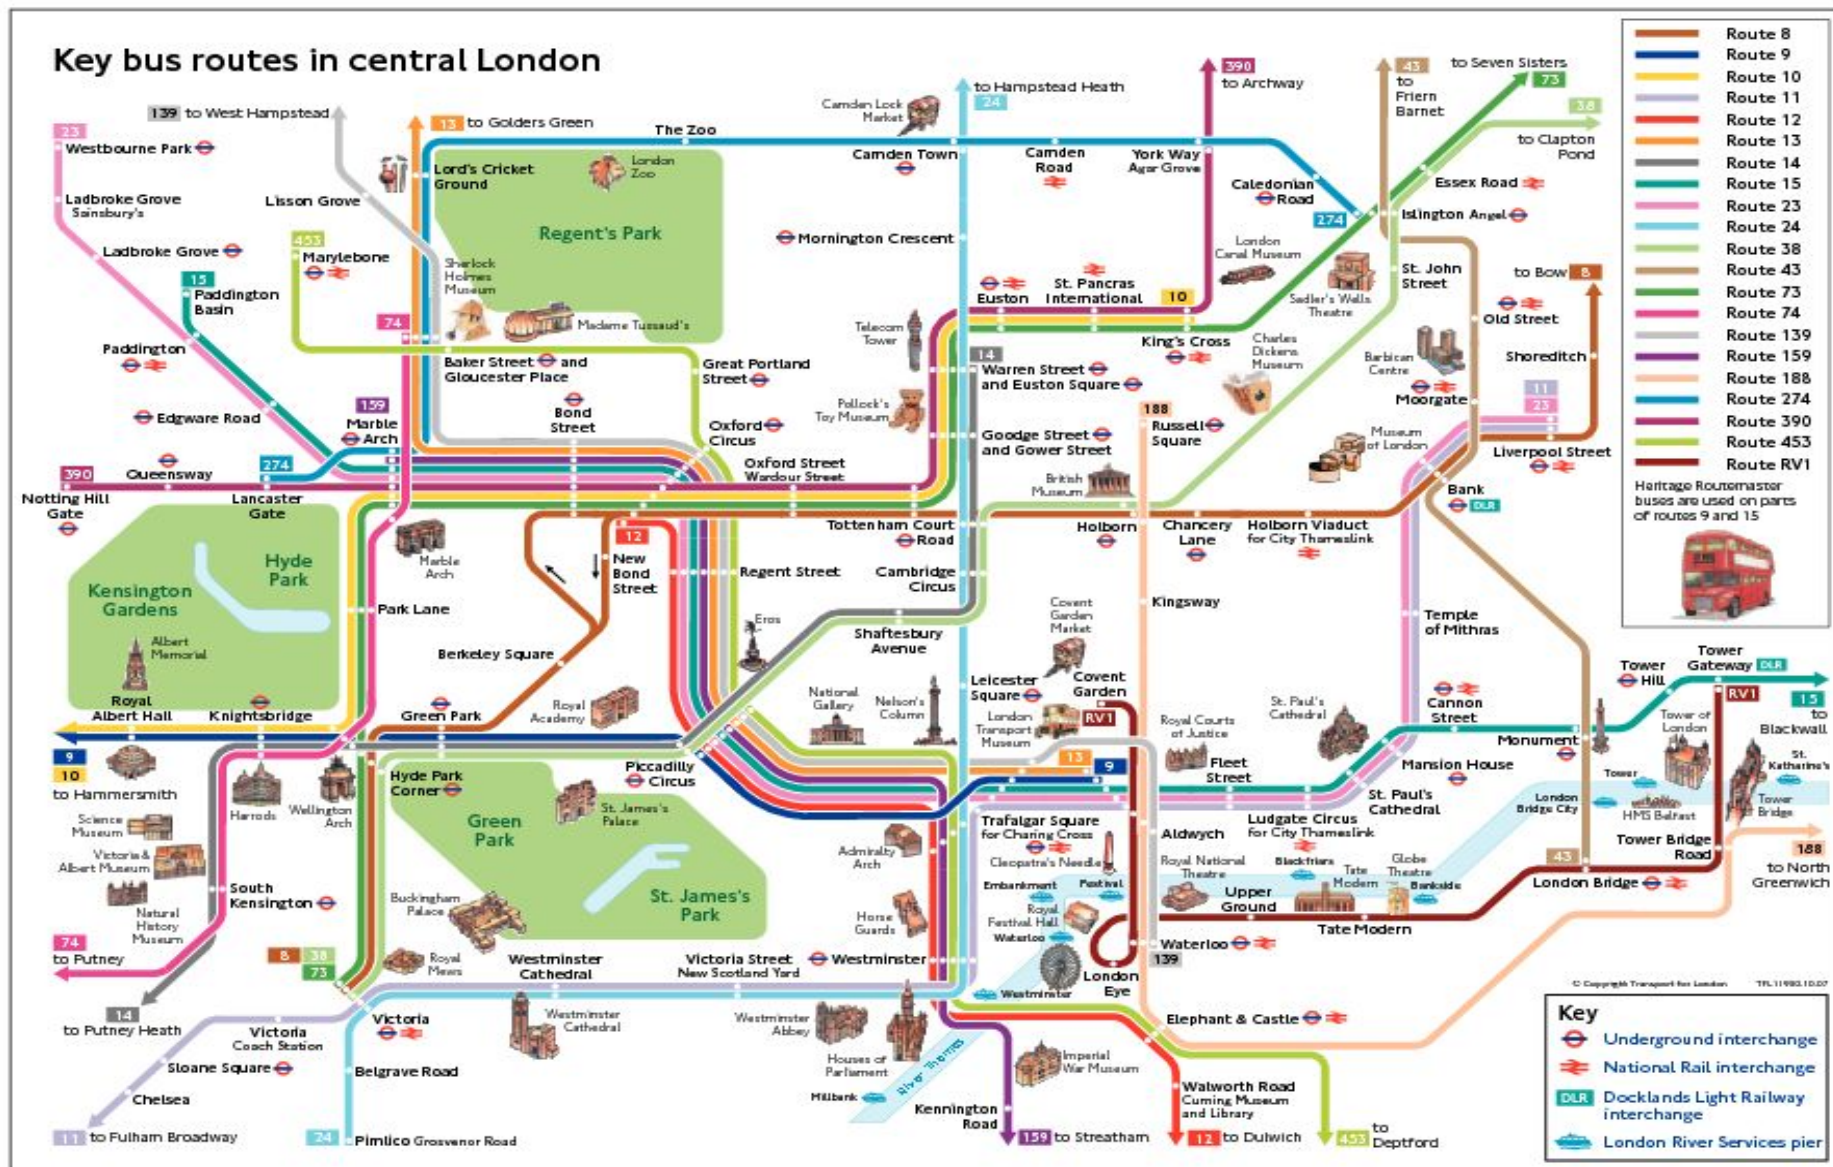 Key bus routes in central London
139 to West Hampstead
13 to Golders Green
24
to Hampstead Heath
390
to Archway
43
to
Friern
Barnet
to Seven Sisters
73
38
to Clapton
Pond
23
Westbourne Park
Ladbroke Grove
Sainsbury's
Ladbroke Grove
15
Paddington
Basin
Paddington
Edgware Road
453
Marylebone
Lisson Grove
Lord's Cricket
Ground
The Zoo
London
Zoo
Regent's Park
Sherlock
Holmes
Museum
Madame Tussaud's
74
Baker Street and
Gloucester Place
Great Portland
Street
Camden Lock
Market
Camden Town
Camden
Road
York Way
Agar Grove
Caledonian
Road
274
Islington Angel
Essex Road
Mornington Crescent
Euston
St. Pancras
International
10
King's Cross
London
Canal Museum
Sadler's Wells
Theatre
St. John
Street
to Bow 8
Old Street
Shoreditch
Telecom
Tower
14
Warren Street
and Euston Square
Charles
Dickens
Museum
Barbican
Centre
Moorgate
11
23
Liverpool Street
159
Marble
Arch
Bond
Street
Oxford
Circus
Pollock's
Toy Museum
Goodge Street
and Gower Street
188
Russell
Square
Museum
of London
390
Notting Hill
Gate
Queensway
274
Lancaster
Gate
Oxford Street
Wardour Street
British
Museum
Bank
DLR
Tottenham Court
Road
Holborn
Chancery
Lane
Holborn Viaduct
for City Thameslink
Hyde
Park
Kensington
Gardens
Albert
Memorial
Marble
Arch
12
New
Bond
Street
Regent Street
Cambridge
Circus
Park Lane
Berkeley Square
Eros
Shaftesbury
Avenue
Covent
Garden
Market
Kingsway
Temple
of Mithras
Royal
Albert Hall
Knightsbridge
Green Park
Royal
Academy
National
Gallery
Nelson's
Column
Leicester
Square
Covent
Garden
RV1
London
Transport
Museum
Royal Courts
of Justice
St. Paul's
Cathedral
Cannon
Street
Tower
Hill
Tower
Gateway DLR
RV1
15
to
Blackwall
9
10
to Hammersmith
Science
Museum
Victoria &
Albert Museum
Natural
History
Museum
Harrods
Wellington
Arch
Hyde Park
Corner
Green
Park
St. James's
Palace
Piccadilly
Circus
13
9
Fleet
Street
St. Paul's
Cathedral
Mansion House
Monument
Tower of
London
Tower
St.
Katharine's
Tower
Bridge
London
Bridge City
HMS Belfast
Trafalgar Square
for Charing Cross
Cleopatra's Needle
Aldwych
Ludgate Circus
for City Thameslink
Admiralty
Arch
Embankment
Festival
Royal National
Theatre
Blackfriars
Tate
Modern
Globe
Theatre
Bankside
43
London Bridge
Tower Bridge
Road
188
to North
Greenwich
South
Kensington
Buckingham
Palace
St. James's
Park
Horse
Guards
Royal
Festival Hall
Waterloo
Upper
Ground
Tate Modern
74
to Putney
8 38
73
Royal
Mews
Westminster
Cathedral
Victoria Street
New Scotland Yard
Westminster
Waterloo
139
London
Eye
Westminster
14
to Putney Heath
Victoria
Coach Station
Victoria
Westminster
Cathedral
Westminster
Abbey
Houses of
Parliament
River Thames
Millbank
Imperial
War Museum
Elephant & Castle
Sloane Square
Chelsea
Belgrave Road
11 to Fulham Broadway
24
Pimlico Grosvenor Road
Kennington
Road
159 to Streatham
Walworth Road
Cuming Museum
and Library
12 to Dulwich
453
to
Deptford
Route 8
Route 9
Route 10
Route 11
Route 12
Route 13
Route 14
Route 15
Route 23
Route 24
Route 38
Route 43
Route 73
Route 74
Route 139
Route 159
Route 188
Route 274
Route 390
Route 453
Route RV1
Heritage Routemaster
buses are used on parts
of routes 9 and 15
© Copyright Transport for London
TFL11980.10.07
Key
Underground interchange
National Rail interchange
DLR Docklands Light Railway
interchange
London River Services pier